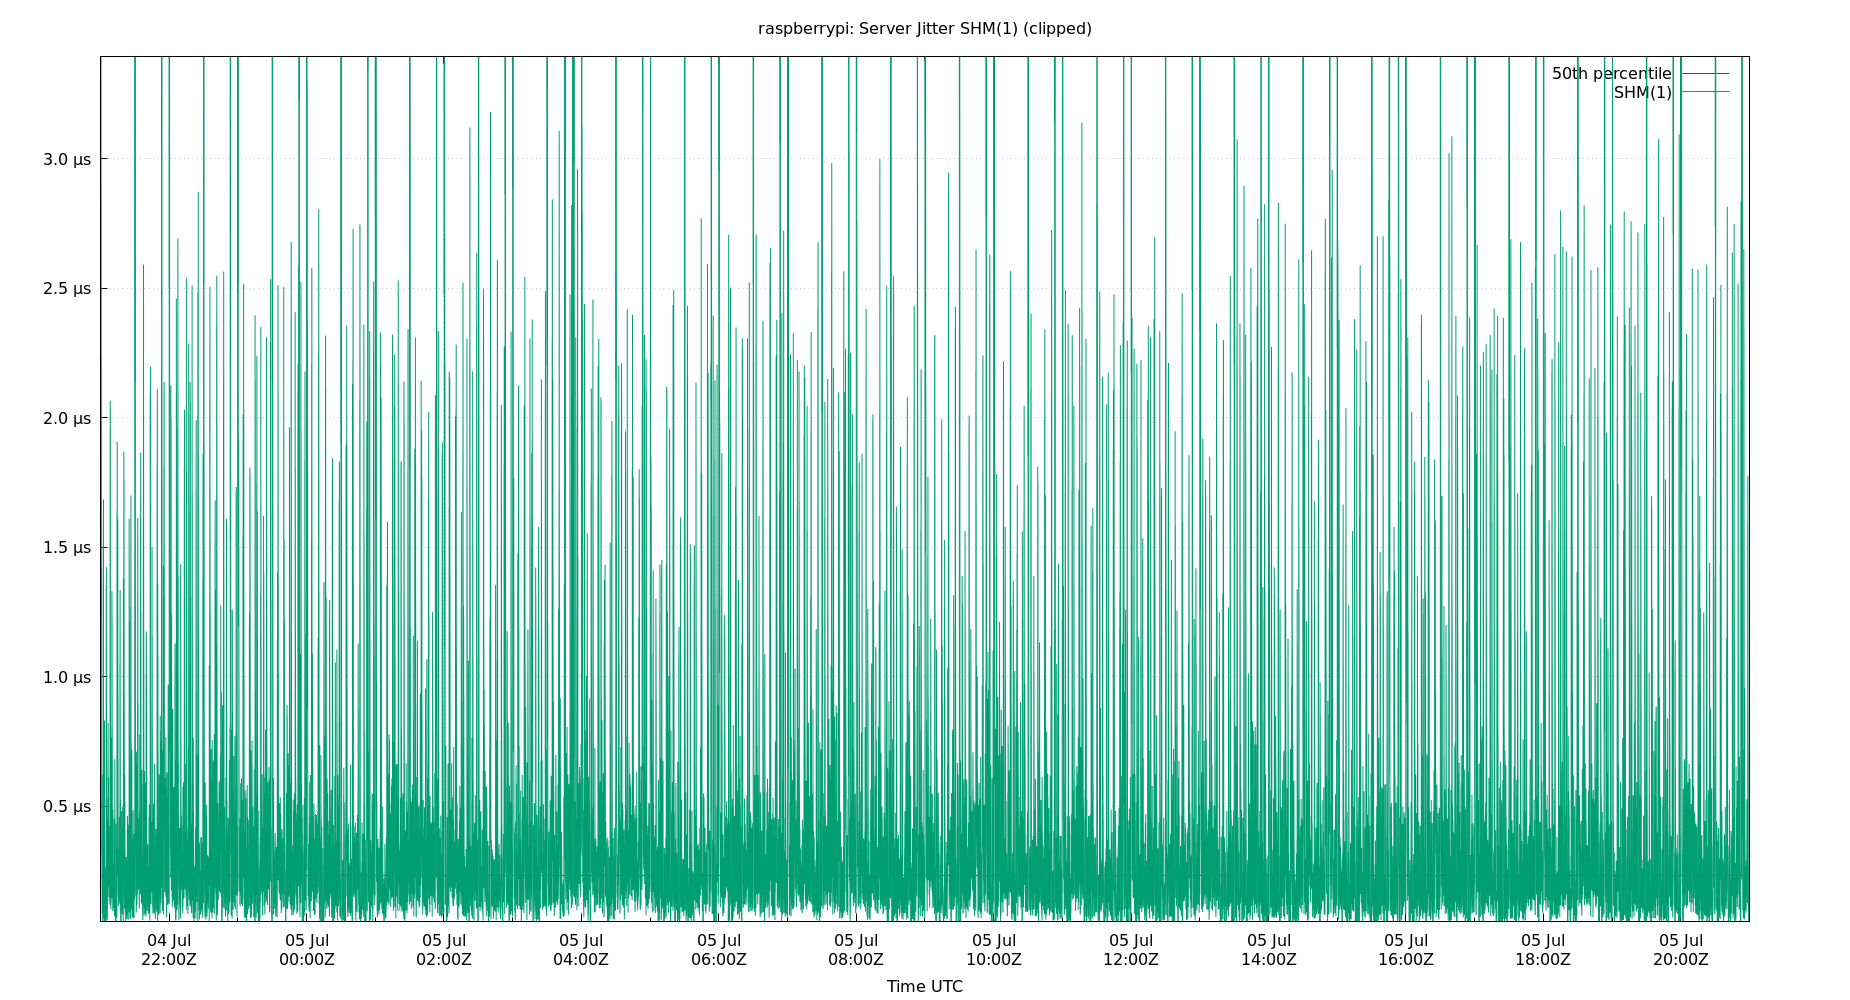 raspberrypi: Server Jitter SHM(1) (clipped)
50th percentile
SHM(1)
3.0 µs
2.5 µs
2.0 µs
1.5 µs
1.0 µs
0.5 µs
04 Jul 05 Jul 05 Jul 05 Jul 05 Jul 05 Jul 05 Jul 05 Jul 05 Jul 05 Jul 05 Jul 05 Jul
22:00Z 00:00Z 02:00Z 04:00Z 06:00Z 08:00Z 10:00Z 12:00Z 14:00Z 16:00Z 18:00Z 20:00Z
Time UTC